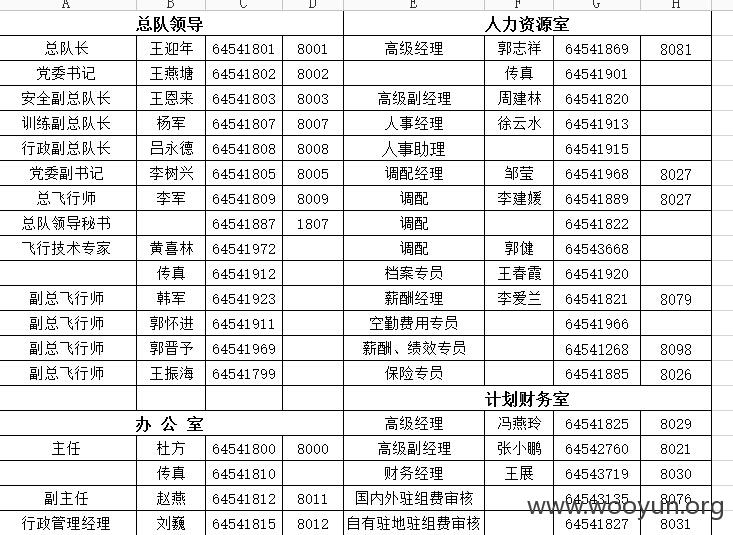 A B C D E F G H
总队领导 人力资源室
总队长 王迎年 64541801 8001 高级经理 郭志祥 64541869 8081
党委书记 王燕塘 64541802 8002 传真 64541901
安全副总队长 王恩来 64541803 8003 高级副经理 周建林 64541820
训练副总队长 杨军 64541807 8007 人事经理 徐云水 64541913
行政副总队长 吕永德 64541808 8008 人事助理 64541915
党委副书记 李树兴 64541805 8005 调配经理 邹莹 64541968 8027
总飞行师 李军 64541809 8009 调配 李建媛 64541889 8027
总队领导秘书 64541887 1807 调配 64541822
飞行技术专家 黄喜林 64541972 调配 郭健 64543668
传真 64541912 档案专员 王春霞 64541920
副总飞行师 韩军 64541923 薪酬经理 李爱兰 64541821 8079
副总飞行师 郭怀进 64541911 空勤费用专员 64541966
副总飞行师 郭晋予 64541969 薪酬、绩效专员 64541268 8098
副总飞行师 王振海 64541799 保险专员 64541885 8026
计划财务室
办 公 室 高级经理 冯燕玲 64541825 8029
主任 杜方 64541800 8000 高级副经理 张小鹏 64542760 8021
传真 64541810 财务经理 王展 64543719 8030
副主任 赵燕 64541812 8011 国内外驻组费审核 64543135 8076
www.wooyun.org
行政管理经理 刘巍 64541815 8012 自有驻地驻组费审核 64541827 8031